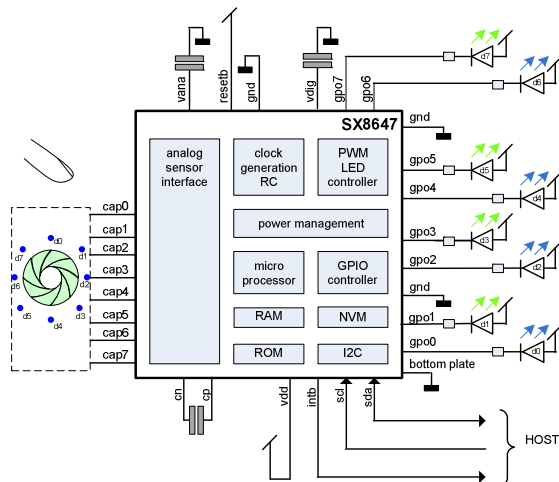 vana
resetb
gnd
vdig
gpo7
gpo6
d7
d6
SX8647
gnd
analog
sensor
interface
clock
generation
RC
PWM
LED
controller
gpo5
d5
gpo4
d4
cap0
cap1
cap2
cap3
cap4
cap5
cap6
cap7
d0
d1
d2
d3
d4
d5
d6
d7
power management
gpo3
d3
micro
processor
GPIO
controller
gpo2
d2
gnd
RAM
NVM
gpo1
d1
ROM
I2C
gpo0
d0
bottom plate
cn
cp
vdd
intb
scl
sda
HOST